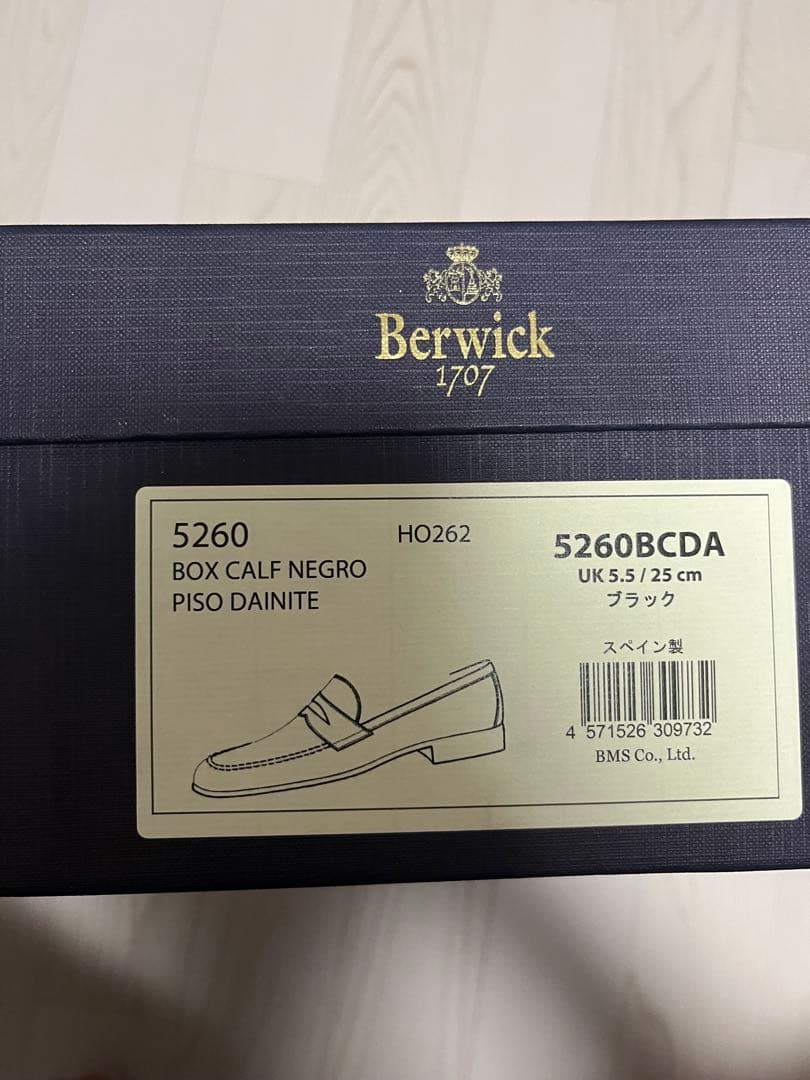 Berwick
1707
5260
HO262
BOX CALF NEGRO
PISO DAINITE
5260BCDA
UK 5.5 / 25 cm
ブラック
スペイン製
4 571526 309732
BMS Co., Ltd.